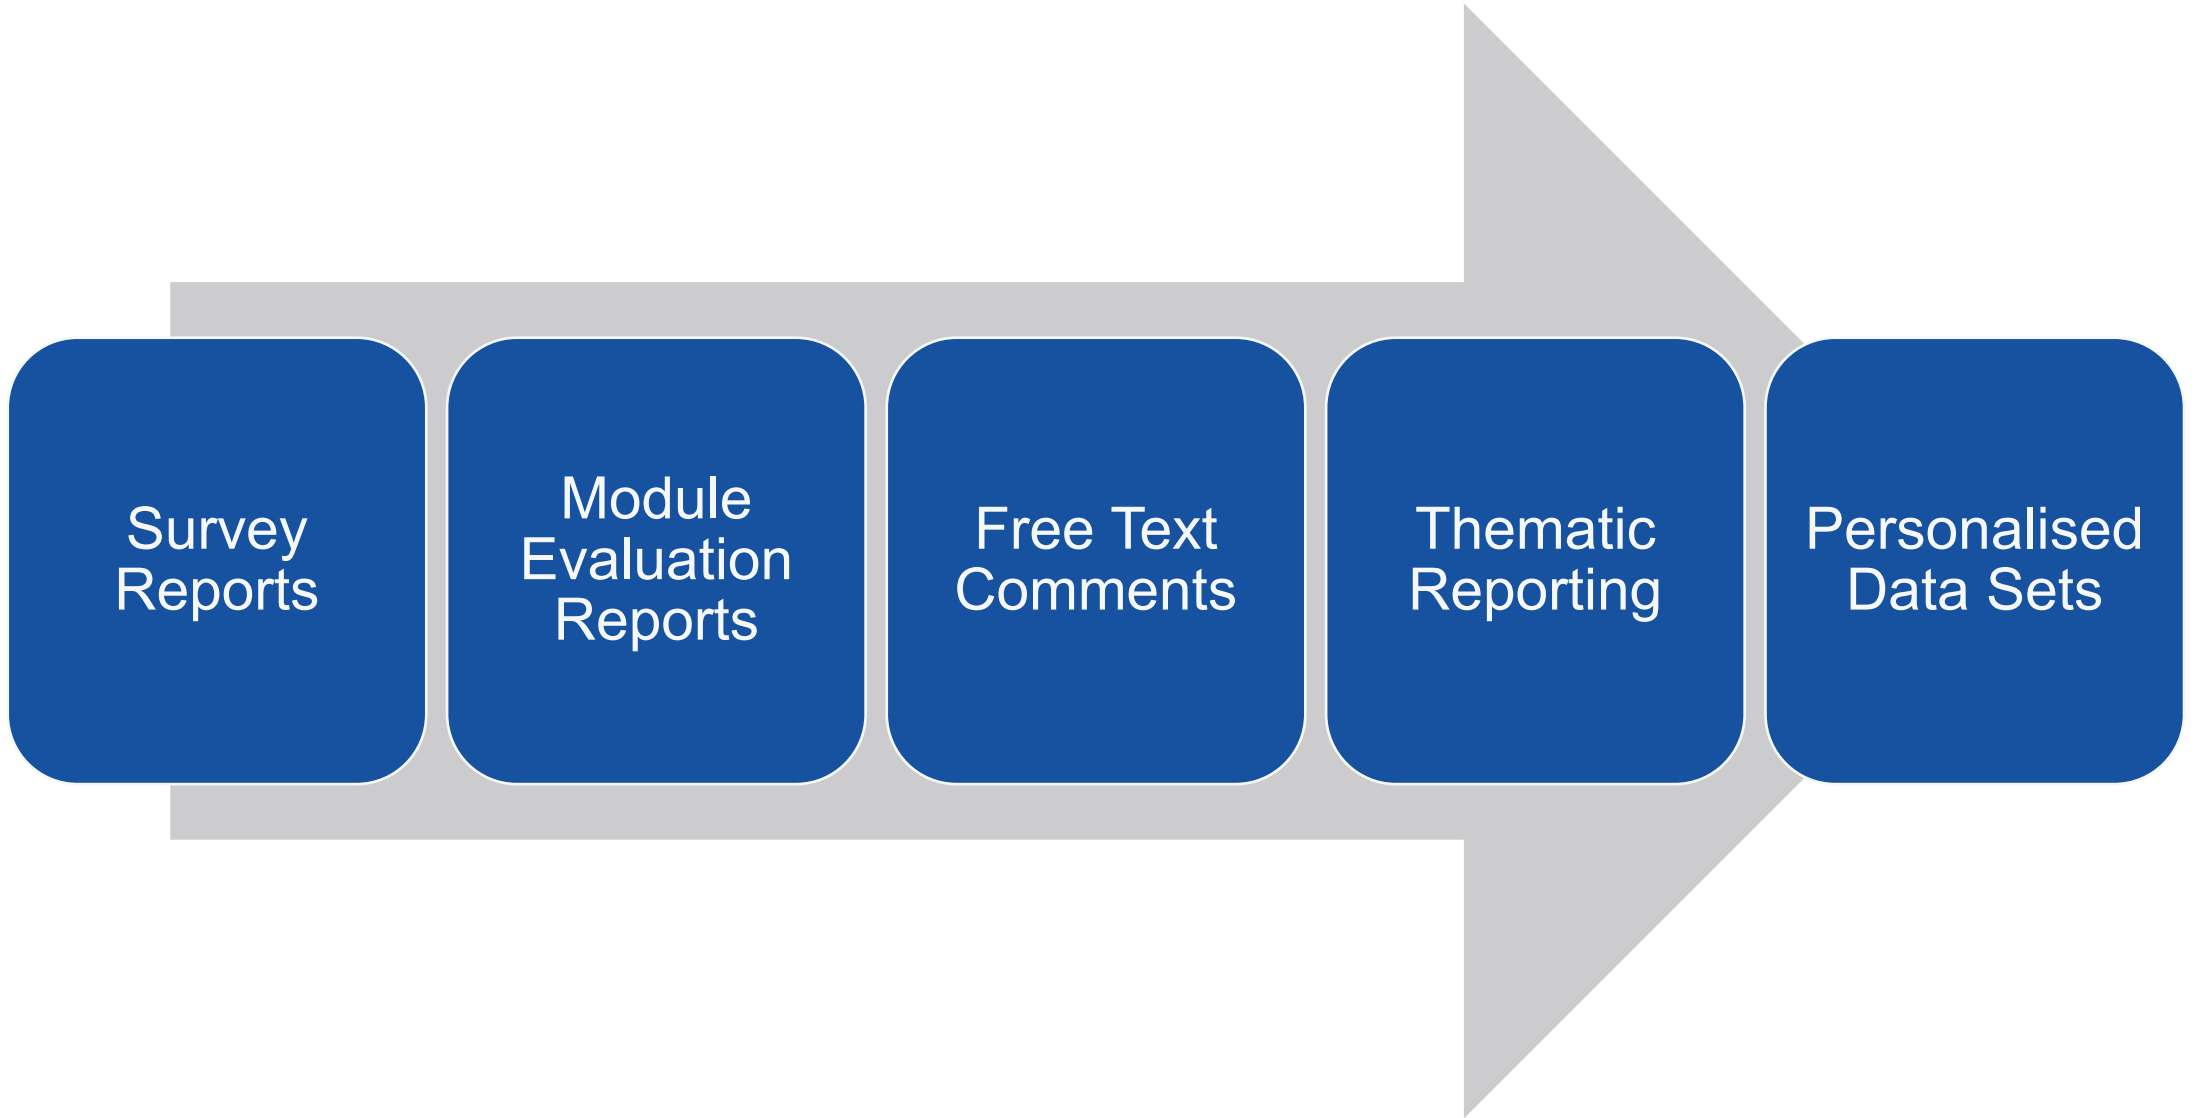 Survey
Reports
Module
Evaluation
Reports
Free Text
Comments
Thematic
Reporting
Personalised
Data Sets